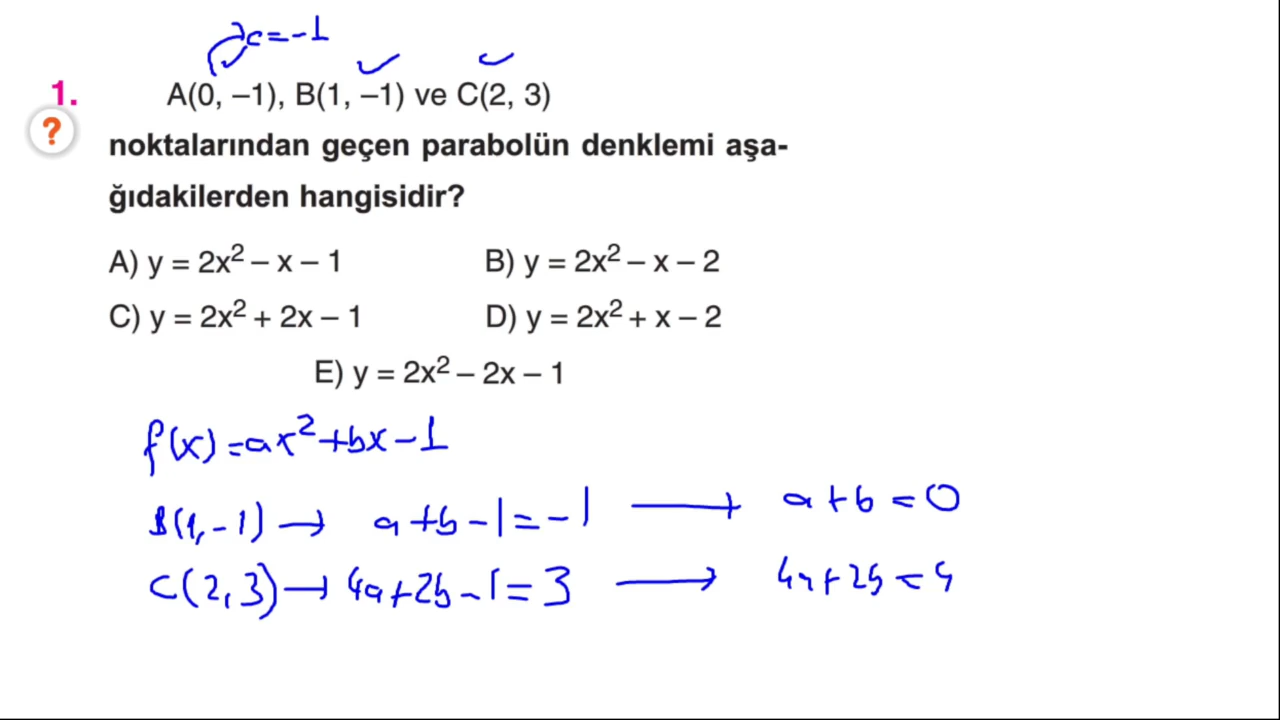 c=-1
1. A(0, –1), B(1, –1) ve C(2, 3)
?
noktalarından geçen parabolün denklemi aşa-
ğıdakilerden hangisidir?
A) y = 2x² – x – 1 B) y = 2x² – x – 2
C) y = 2x² + 2x – 1 D) y = 2x² + x – 2
E) y = 2x² – 2x – 1
f(x)=ax²+bx-1
B(1,-1) → a+b-1=-1 → a+b=0
C(2,3) → 4a+2b-1=3 → 4a+2b=4